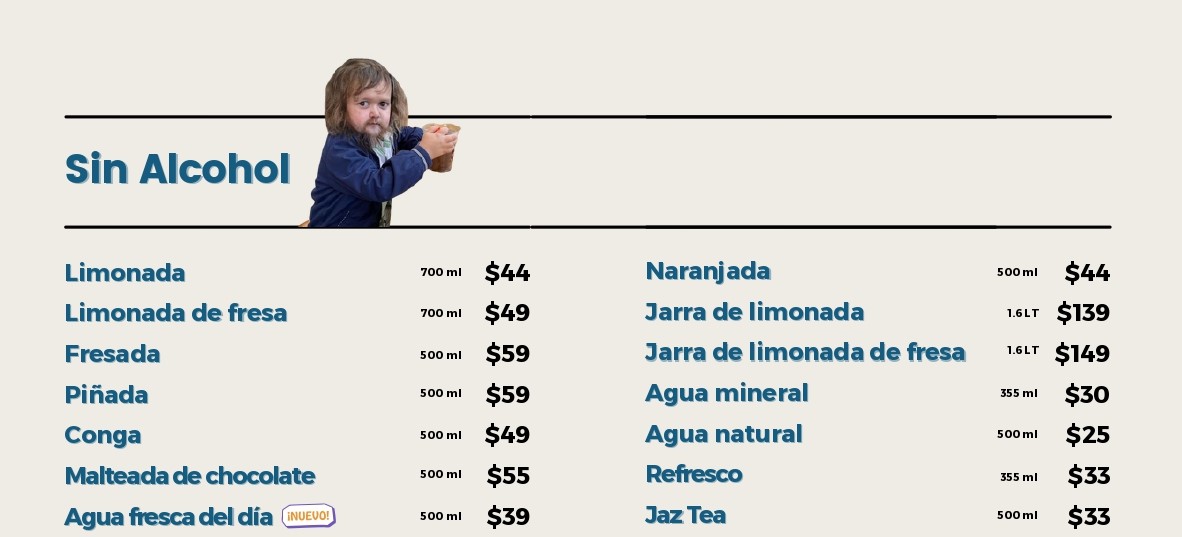 Sin Alcohol
Limonada 700 ml $44
Limonada de fresa 700 ml $49
Fresada 500 ml $59
Piñada 500 ml $59
Conga 500 ml $49
Malteada de chocolate 500 ml $55
Agua fresca del día ¡NUEVO! 500 ml $39
Naranjada 500 ml $44
Jarra de limonada 1.6 LT $139
Jarra de limonada de fresa 1.6 LT $149
Agua mineral 355 ml $30
Agua natural 500 ml $25
Refresco 355 ml $33
Jaz Tea 500 ml $33